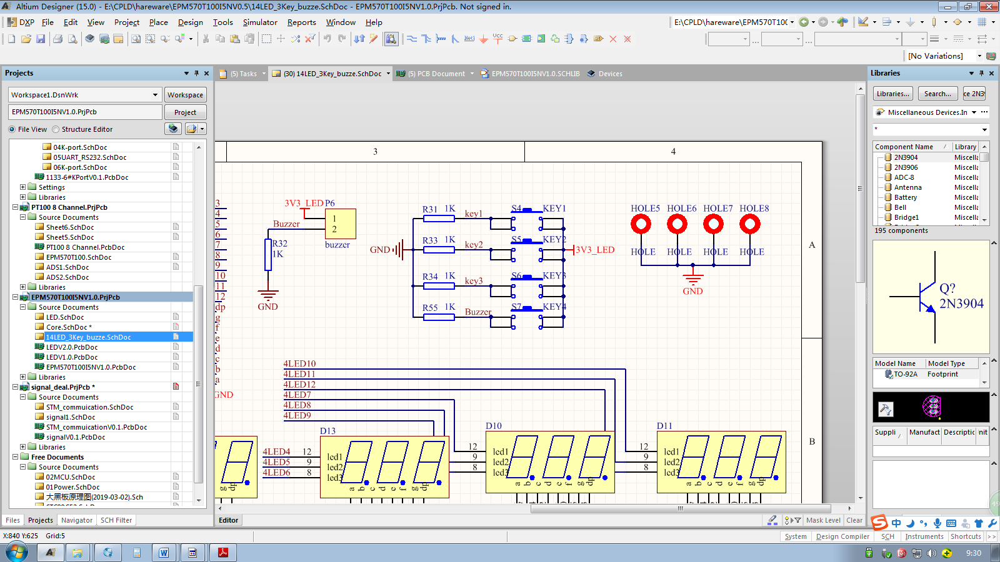 Altium Designer (15.0) - E:\CPLD\hareware\EPM570T100I5NV0.5\14LED_3Key_buzze.SchDoc - EPM570T100I5NV1.0.PrjPcb. Not signed in.
DXP File Edit View Project Place Design Tools Simulator Reports Window Help
E:\CPLD\hareware\EPM570T100
[No Variations]
Projects
Workspace1.DsnWrk
Workspace
EPM570T100I5NV1.0.PrjPcb
Project
File View
Structure Editor
04K-port.SchDoc
05UART_RS232.SchDoc
06K-port.SchDoc
1133-6#KPortV0.1.PcbDoc
Settings
Libraries
PT100 8 Channel.PrjPcb
Source Documents
Sheet6.SchDoc
Sheet5.SchDoc
PT100 8 Channel.PcbDoc
EPM570T100.SchDoc
ADS1.SchDoc
ADS2.SchDoc
Libraries
EPM570T100I5NV1.0.PrjPcb
Source Documents
LED.SchDoc
Core.SchDoc *
14LED_3Key_buzze.SchDoc
LEDV2.0.PcbDoc
LEDV1.0.PcbDoc
EPM570T100I5NV1.0.PcbDoc
Libraries
signal_deal.PrjPcb *
Source Documents
STM_commuication.SchDoc
signal1.SchDoc
STM_commuicationV0.1.PcbDoc
signalV0.1.PcbDoc
Libraries
Free Documents
Source Documents
02MCU.SchDoc
01Power.SchDoc
大黑板原理图(2019-03-02).Sch
Files Projects Navigator SCH Filter
(5) Tasks
(30) 14LED_3Key_buzze.SchDoc
(5) PCB Document
EPM570T100I5NV1.0.SCHLIB
Devices
3
4
A
B
3
4
5
6
7
8
9
10
11
12
dp
g
f
e
d
c
b
a
GND
3V3_LED
P6
1
2
Buzzer
buzzer
R32
1K
GND
GND
R31 1K key1 S4 KEY1
R33 1K key2 S5 KEY2
3V3_LED
R34 1K key3 S6 KEY3
R55 1K Buzzer S7 KEY4
HOLE5 HOLE6 HOLE7 HOLE8
HOLE HOLE HOLE HOLE
GND
4LED10
4LED11
4LED12
4LED7
4LED8
4LED9
g dp
4LED4 12
4LED5 9
4LED6 8
D13
led1
led2
led3
a b c d e f g dp
D10
12
9
8
led1
led2
led3
a b c d e f g dp
D11
12
9
8
led1
led2
led3
a b c d e f g dp
Editor
Mask Level Clear
Libraries
Libraries... Search... ce 2N39
Miscellaneous Devices.In
*
Component Name Library
2N3904 Miscella
2N3906 Miscella
ADC-8 Miscella
Antenna Miscella
Battery Miscella
Bell Miscella
Bridge1 Miscella
195 components
Q?
2N3904
Model Name Model Type
TO-92A Footprint
Suppli Manufact Descriptic nit
中
X:840 Y:625 Grid:5
System Design Compiler SCH Instruments Shortcuts >>
9:30